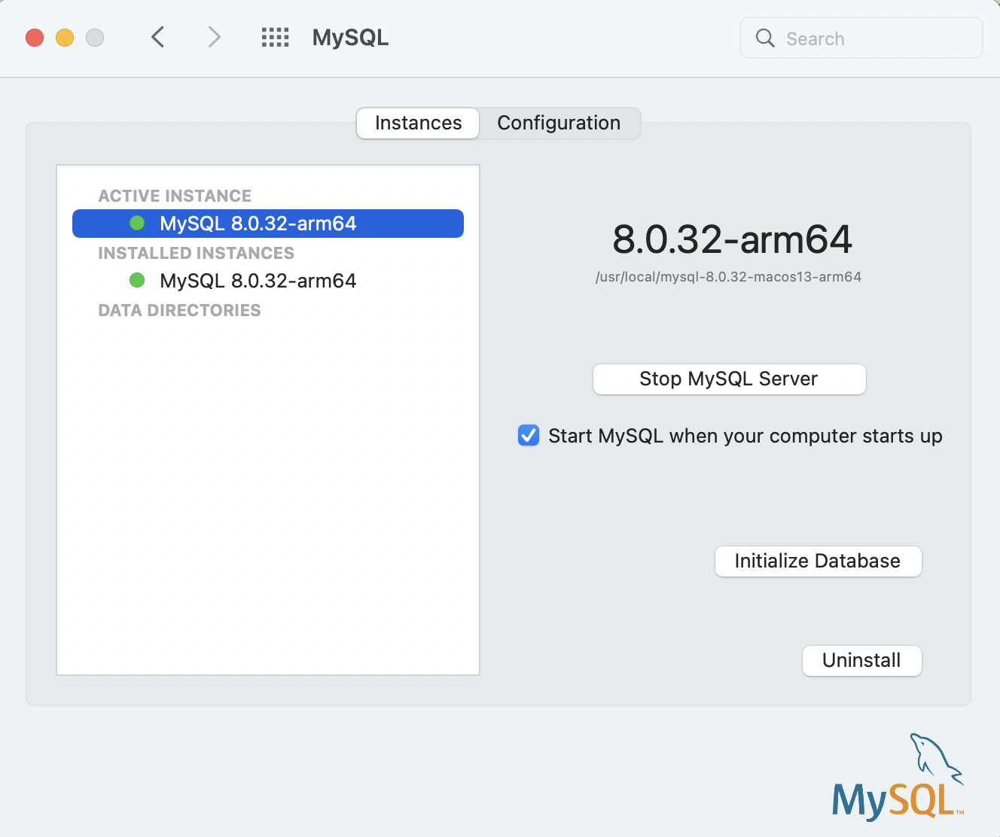 MySQL
Search
Instances
Configuration
ACTIVE INSTANCE
MySQL 8.0.32-arm64
INSTALLED INSTANCES
MySQL 8.0.32-arm64
DATA DIRECTORIES
8.0.32-arm64
/usr/local/mysql-8.0.32-macos13-arm64
Stop MySQL Server
Start MySQL when your computer starts up
Initialize Database
Uninstall
MySQL™